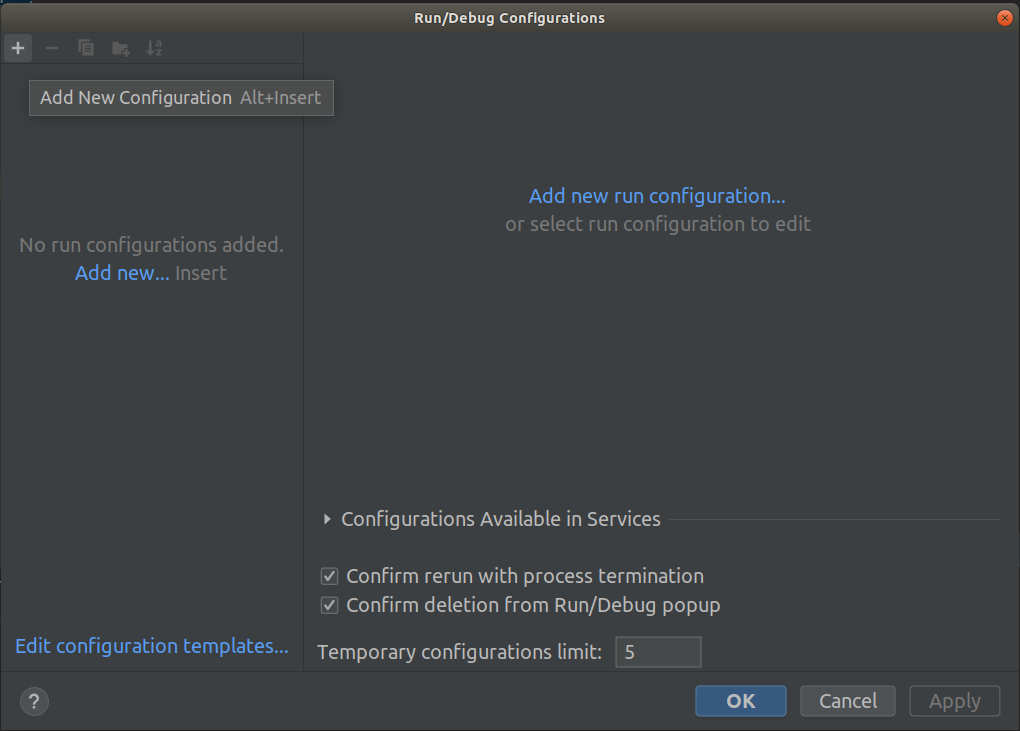 Run/Debug Configurations
Add New Configuration Alt+Insert
No run configurations added.
Add new... Insert
Add new run configuration...
or select run configuration to edit
Configurations Available in Services
Confirm rerun with process termination
Confirm deletion from Run/Debug popup
Temporary configurations limit: 5
Edit configuration templates...
? OK Cancel Apply